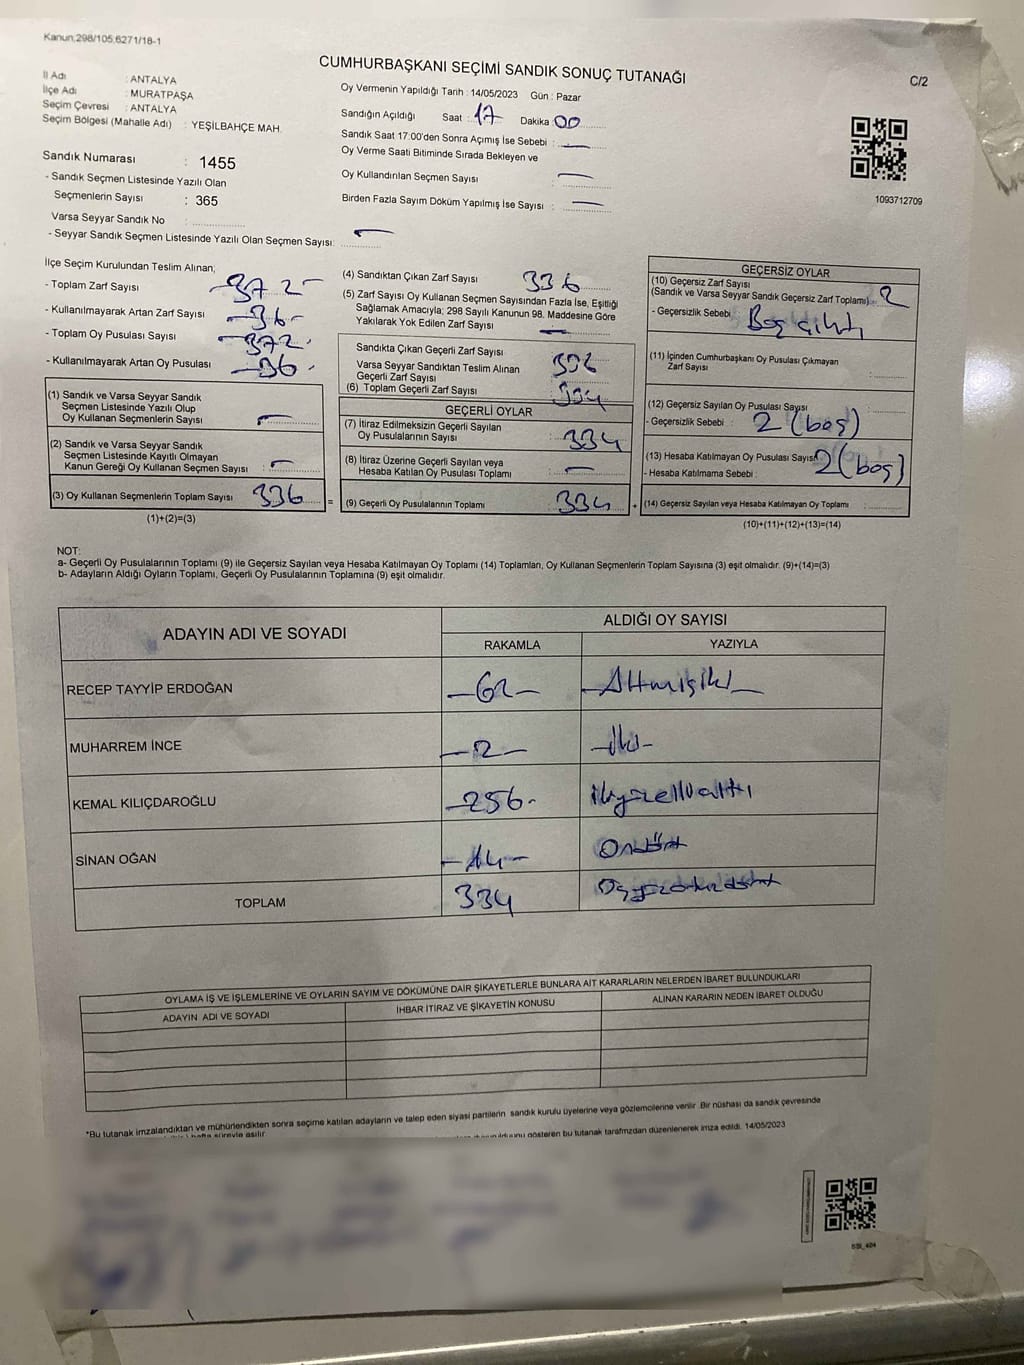 Kanun;298/105;6271/18-1
CUMHURBAŞKANI SEÇİMİ SANDIK SONUÇ TUTANAĞI
C/2
İl Adı : ANTALYA
İlçe Adı : MURATPAŞA
Seçim Çevresi : ANTALYA
Seçim Bölgesi (Mahalle Adı) : YEŞİLBAHÇE MAH.
Sandık Numarası : 1455
- Sandık Seçmen Listesinde Yazılı Olan
Seçmenlerin Sayısı : 365
Varsa Seyyar Sandık No :
- Seyyar Sandık Seçmen Listesinde Yazılı Olan Seçmen Sayısı: —
Oy Vermenin Yapıldığı Tarih : 14/05/2023 Gün : Pazar
Sandığın Açıldığı Saat : 17 Dakika : 00
Sandık Saat 17:00'den Sonra Açımış İse Sebebi : —
Oy Verme Saati Bitiminde Sırada Bekleyen ve
Oy Kullandırılan Seçmen Sayısı : —
Birden Fazla Sayım Döküm Yapılmış İse Sayısı : —
1093712709
İlçe Seçim Kurulundan Teslim Alınan;
- Toplam Zarf Sayısı : -372-
- Kullanılmayarak Artan Zarf Sayısı : -36-
- Toplam Oy Pusulası Sayısı : -372-
- Kullanılmayarak Artan Oy Pusulası : -36-
(1) Sandık ve Varsa Seyyar Sandık
Seçmen Listesinde Yazılı Olup
Oy Kullanan Seçmenlerin Sayısı : —
(2) Sandık ve Varsa Seyyar Sandık
Seçmen Listesinde Kayıtlı Olmayan
Kanun Gereği Oy Kullanan Seçmen Sayısı : —
(3) Oy Kullanan Seçmenlerin Toplam Sayısı 336 =
(1)+(2)=(3)
(4) Sandıktan Çıkan Zarf Sayısı 336
(5) Zarf Sayısı Oy Kullanan Seçmen Sayısından Fazla İse, Eşitliği
Sağlamak Amacıyla; 298 Sayılı Kanunun 98. Maddesine Göre
Yakılarak Yok Edilen Zarf Sayısı : —
Sandıkta Çıkan Geçerli Zarf Sayısı
Varsa Seyyar Sandıktan Teslim Alınan
Geçerli Zarf Sayısı
(6) Toplam Geçerli Zarf Sayısı : 334
GEÇERLİ OYLAR
(7) İtiraz Edilmeksizin Geçerli Sayılan
Oy Pusulalarının Sayısı : 334
(8) İtiraz Üzerine Geçerli Sayılan veya
Hesaba Katılan Oy Pusulası Toplamı : —
(9) Geçerli Oy Pusulalarının Toplamı : 334 +
GEÇERSİZ OYLAR
(10) Geçersiz Zarf Sayısı
(Sandık ve Varsa Seyyar Sandık Geçersiz Zarf Toplamı) : 2
- Geçersizlik Sebebi : Boş çıktı
(11) İçinden Cumhurbaşkanı Oy Pusulası Çıkmayan
Zarf Sayısı :
(12) Geçersiz Sayılan Oy Pusulası Sayısı :
- Geçersizlik Sebebi : 2 (boş)
(13) Hesaba Katılmayan Oy Pusulası Sayısı 2 (boş)
- Hesaba Katılmama Sebebi :
(14) Geçersiz Sayılan veya Hesaba Katılmayan Oy Toplamı :
(10)+(11)+(12)+(13)=(14)
NOT:
a- Geçerli Oy Pusulalarının Toplamı (9) ile Geçersiz Sayılan veya Hesaba Katılmayan Oy Toplamı (14) Toplamları, Oy Kullanan Seçmenlerin Toplam Sayısına (3) eşit olmalıdır. (9)+(14)=(3)
b- Adayların Aldığı Oyların Toplamı, Geçerli Oy Pusulalarının Toplamına (9) eşit olmalıdır.
ADAYIN ADI VE SOYADI ALDIĞI OY SAYISI
RAKAMLA YAZIYLA
RECEP TAYYİP ERDOĞAN -62- -Altmışiki-
MUHARREM İNCE -2- -İki-
KEMAL KILIÇDAROĞLU -256- ikiyüzellialtı
SİNAN OĞAN -14- Ondört
TOPLAM 334 Üçyüzotuzdört
OYLAMA İŞ VE İŞLEMLERİNE VE OYLARIN SAYIM VE DÖKÜMÜNE DAİR ŞİKAYETLERLE BUNLARA AİT KARARLARIN NELERDEN İBARET BULUNDUKLARI
ADAYIN ADI VE SOYADI İHBAR İTİRAZ VE ŞİKAYETİN KONUSU ALINAN KARARIN NEDEN İBARET OLDUĞU
*Bu tutanak imzalandıktan ve mühürlendikten sonra seçime katılan adayların ve talep eden siyasi partilerin sandık kurulu üyelerine veya gözlemcilerine verilir. Bir nüshası da sandık çevresinde
hafta süreyle asılır.
gösteren bu tutanak tarafımızdan düzenlenerek imza edildi. 14/05/2023